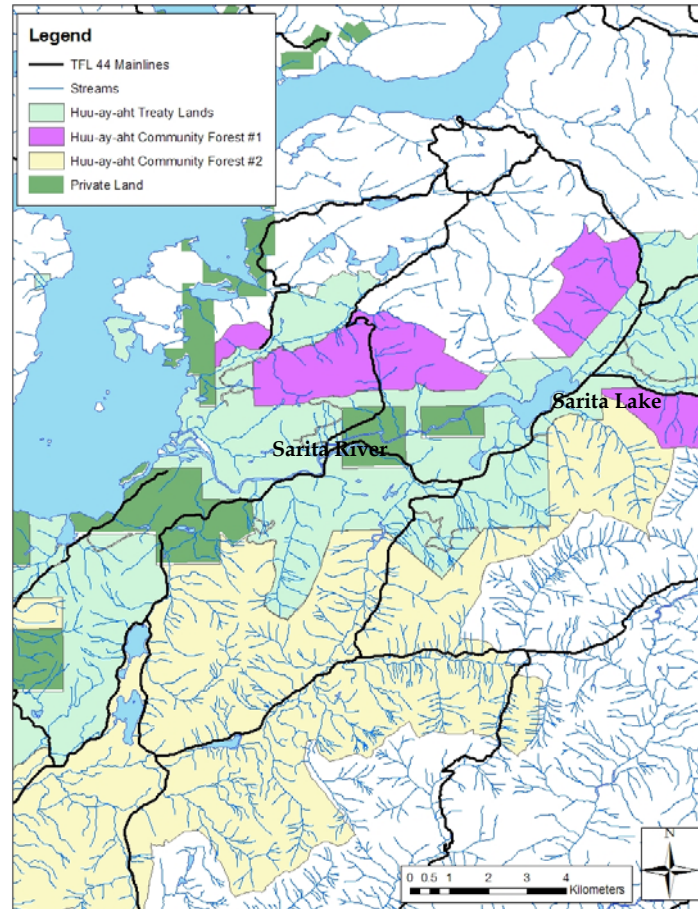 Legend
TFL 44 Mainlines
Streams
Huu-ay-aht Treaty Lands
Huu-ay-aht Community Forest #1
Huu-ay-aht Community Forest #2
Private Land
Sarita Lake
Sarita River
N
0 0.5 1 2 3 4
Kilometers